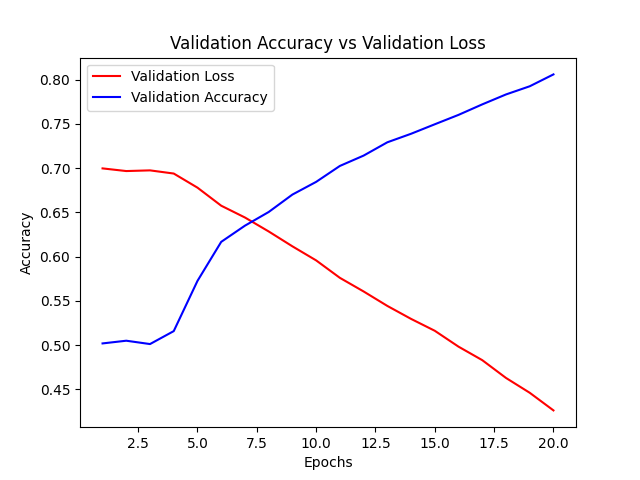 Validation Accuracy vs Validation Loss
Validation Loss
Validation Accuracy
0.80
0.75
0.70
0.65
0.60
0.55
0.50
0.45
Accuracy
2.5 5.0 7.5 10.0 12.5 15.0 17.5 20.0
Epochs